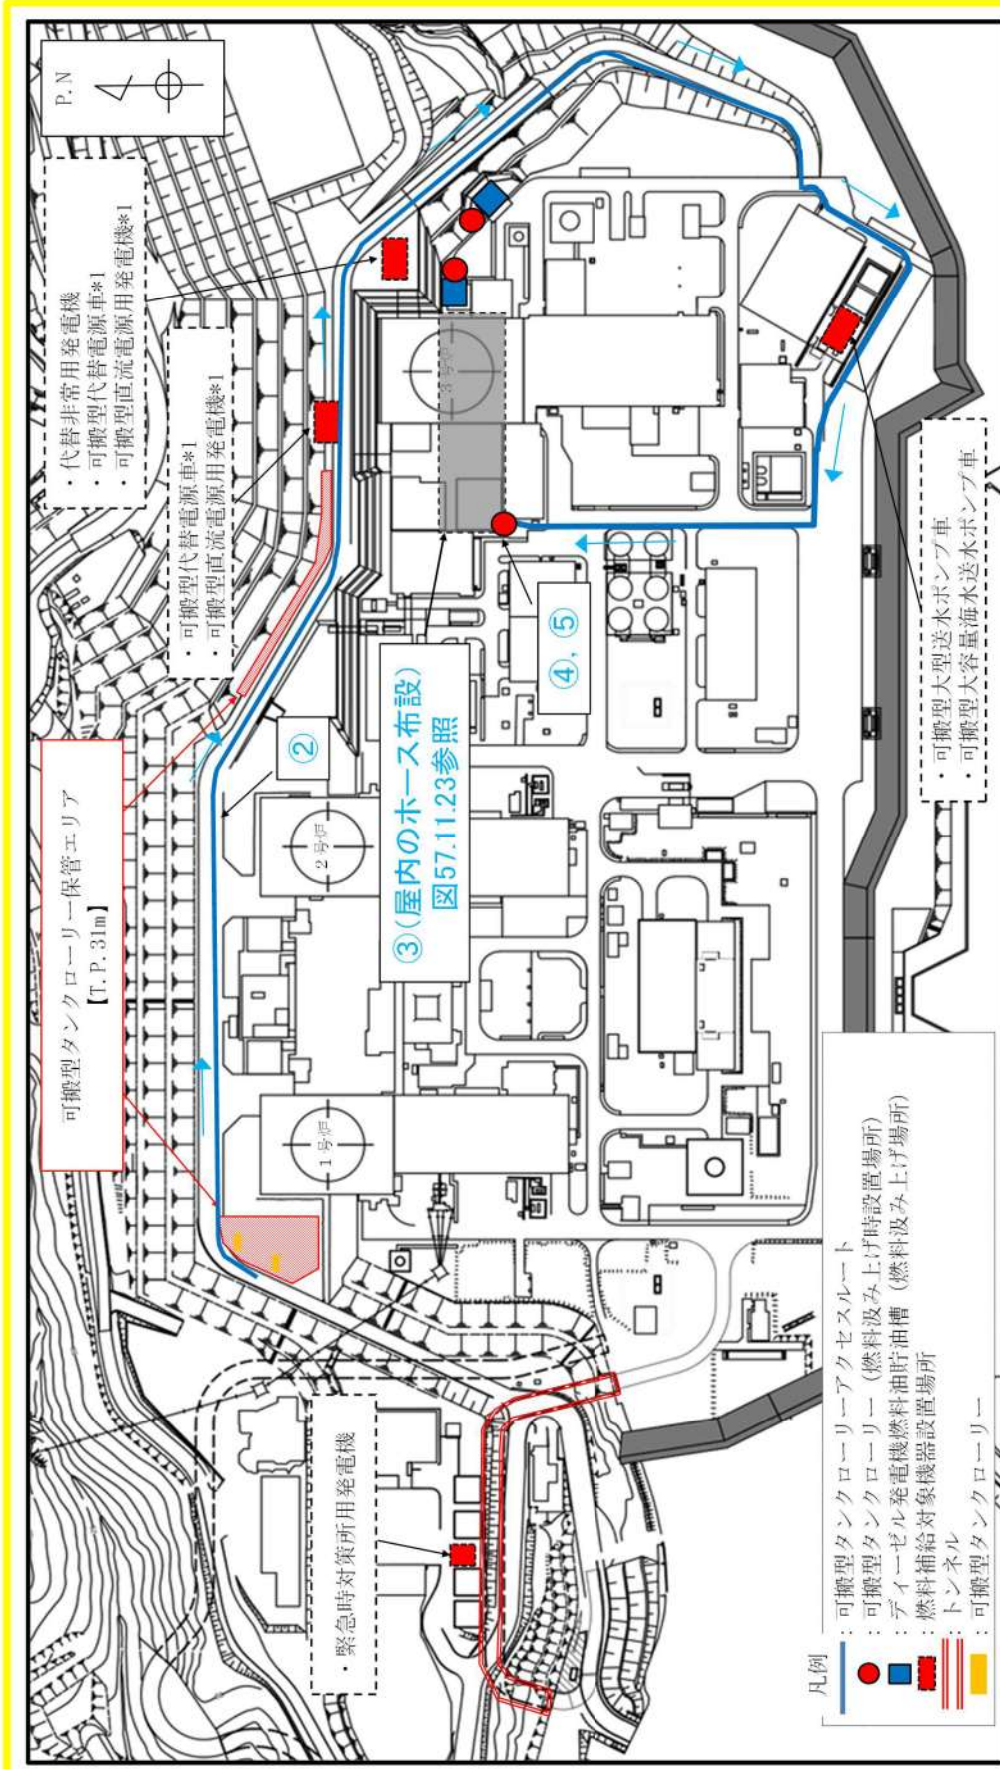 P.N
・代替非常用発電機
・可搬型代替電源車*1
・可搬型直流電源用発電機*1
・可搬型代替電源車*1
・可搬型直流電源用発電機*1
可搬型タンクローリー保管エリア
【T.P.31m】
②
③(屋内のホース布設)
図57.11.23参照
④，⑤
1号炉
2号炉
3号炉
・緊急時対策所用発電機
・可搬型大型送水ポンプ車
・可搬型大容量海水送水ポンプ車
凡例
：可搬型タンクローリーアクセスルート
：可搬型タンクローリー（燃料汲み上げ時設置場所）
：ディーゼル発電機燃料油貯油槽（燃料汲み上げ場所）
：燃料補給対象機器設置場所
：トンネル
：可搬型タンクローリー